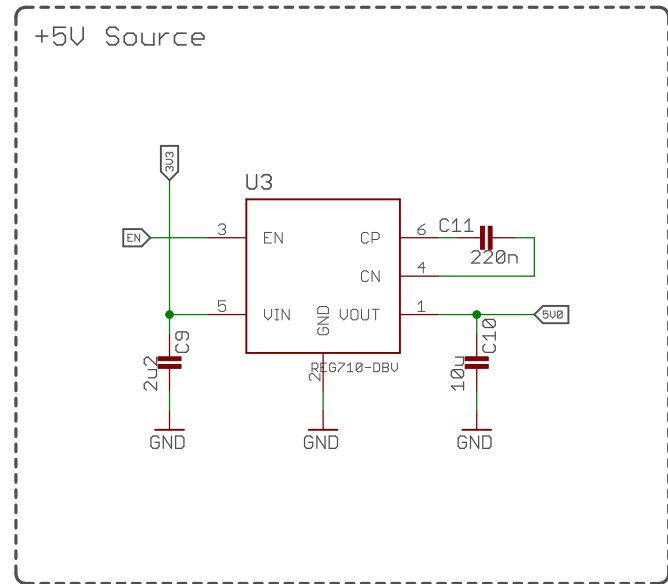 +5V Source
3V3
U3
EN
3
EN
CP
6
C11
220n
CN
4
5
VIN
GND
VOUT
1
5V0
2
REG710-DBV
2u2
C9
10u
C10
GND
GND
GND